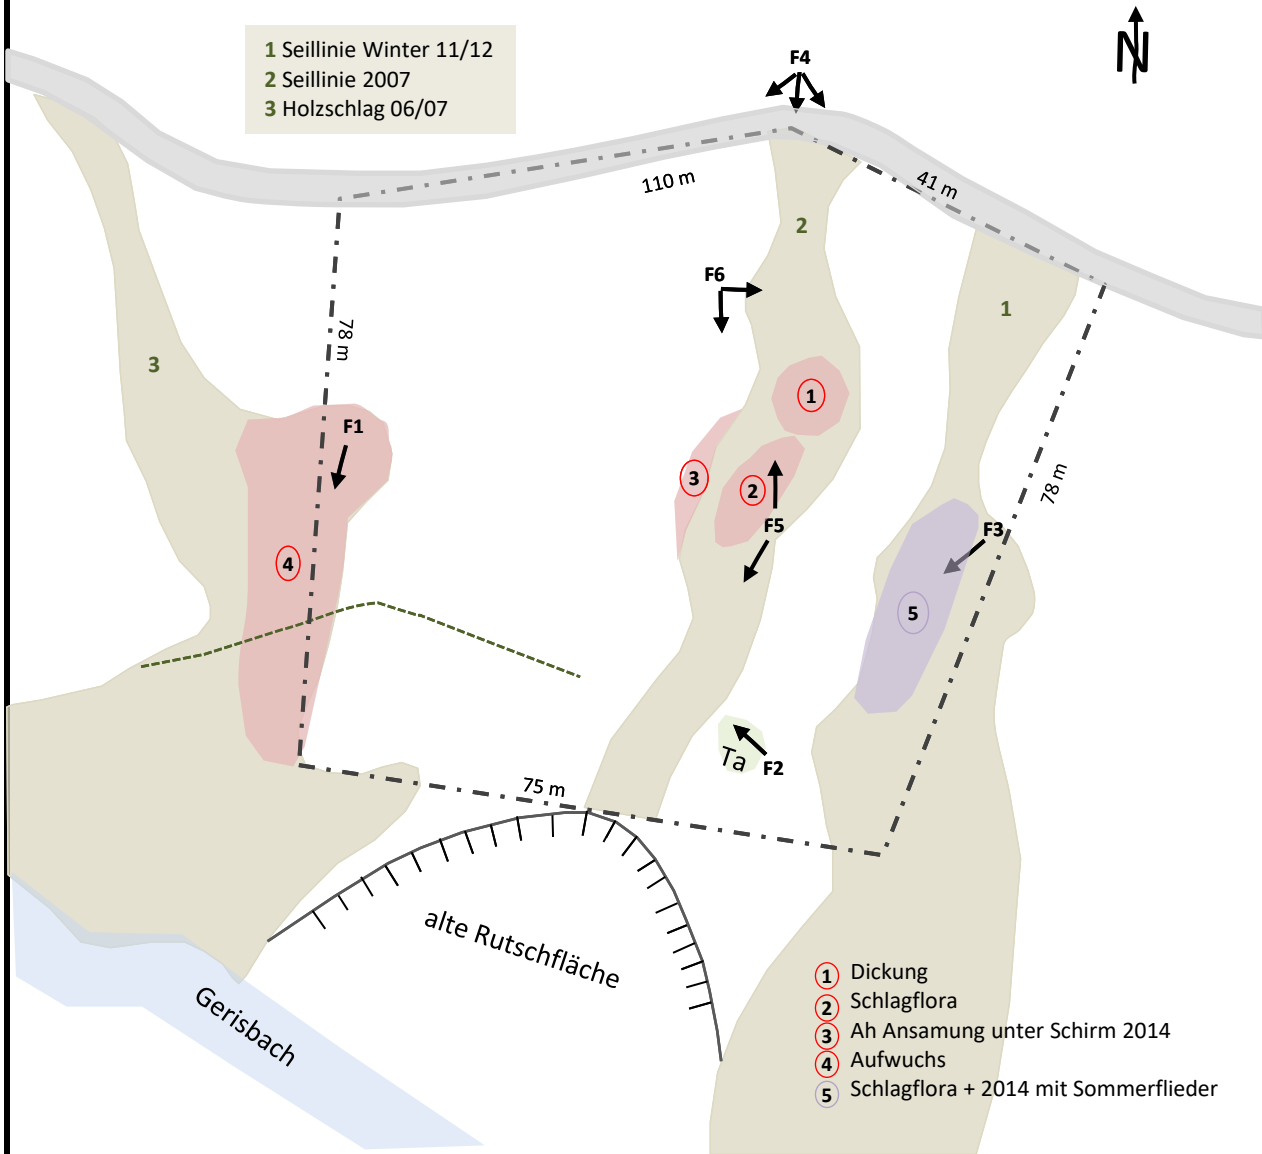 N
1 Seillinie Winter 11/12
2 Seillinie 2007
3 Holzschlag 06/07
F4
110 m
41 m
2
F6
1
78 m
3
1
F1
3
2
78 m
F5
F3
4
5
Ta
F2
75 m
alte Rutschfläche
Gerisbach
1 Dickung
2 Schlagflora
3 Ah Ansamung unter Schirm 2014
4 Aufwuchs
5 Schlagflora + 2014 mit Sommerflieder